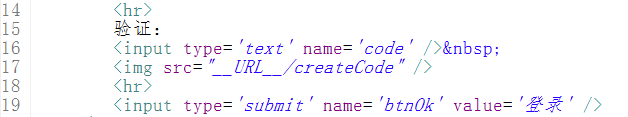 14 <hr>
15 验证:
16 <input type='text' name='code' />&nbsp;
17 <img src="__URL__/createCode" />
18 <hr>
19 <input type='submit' name='btnOk' value='登录' />